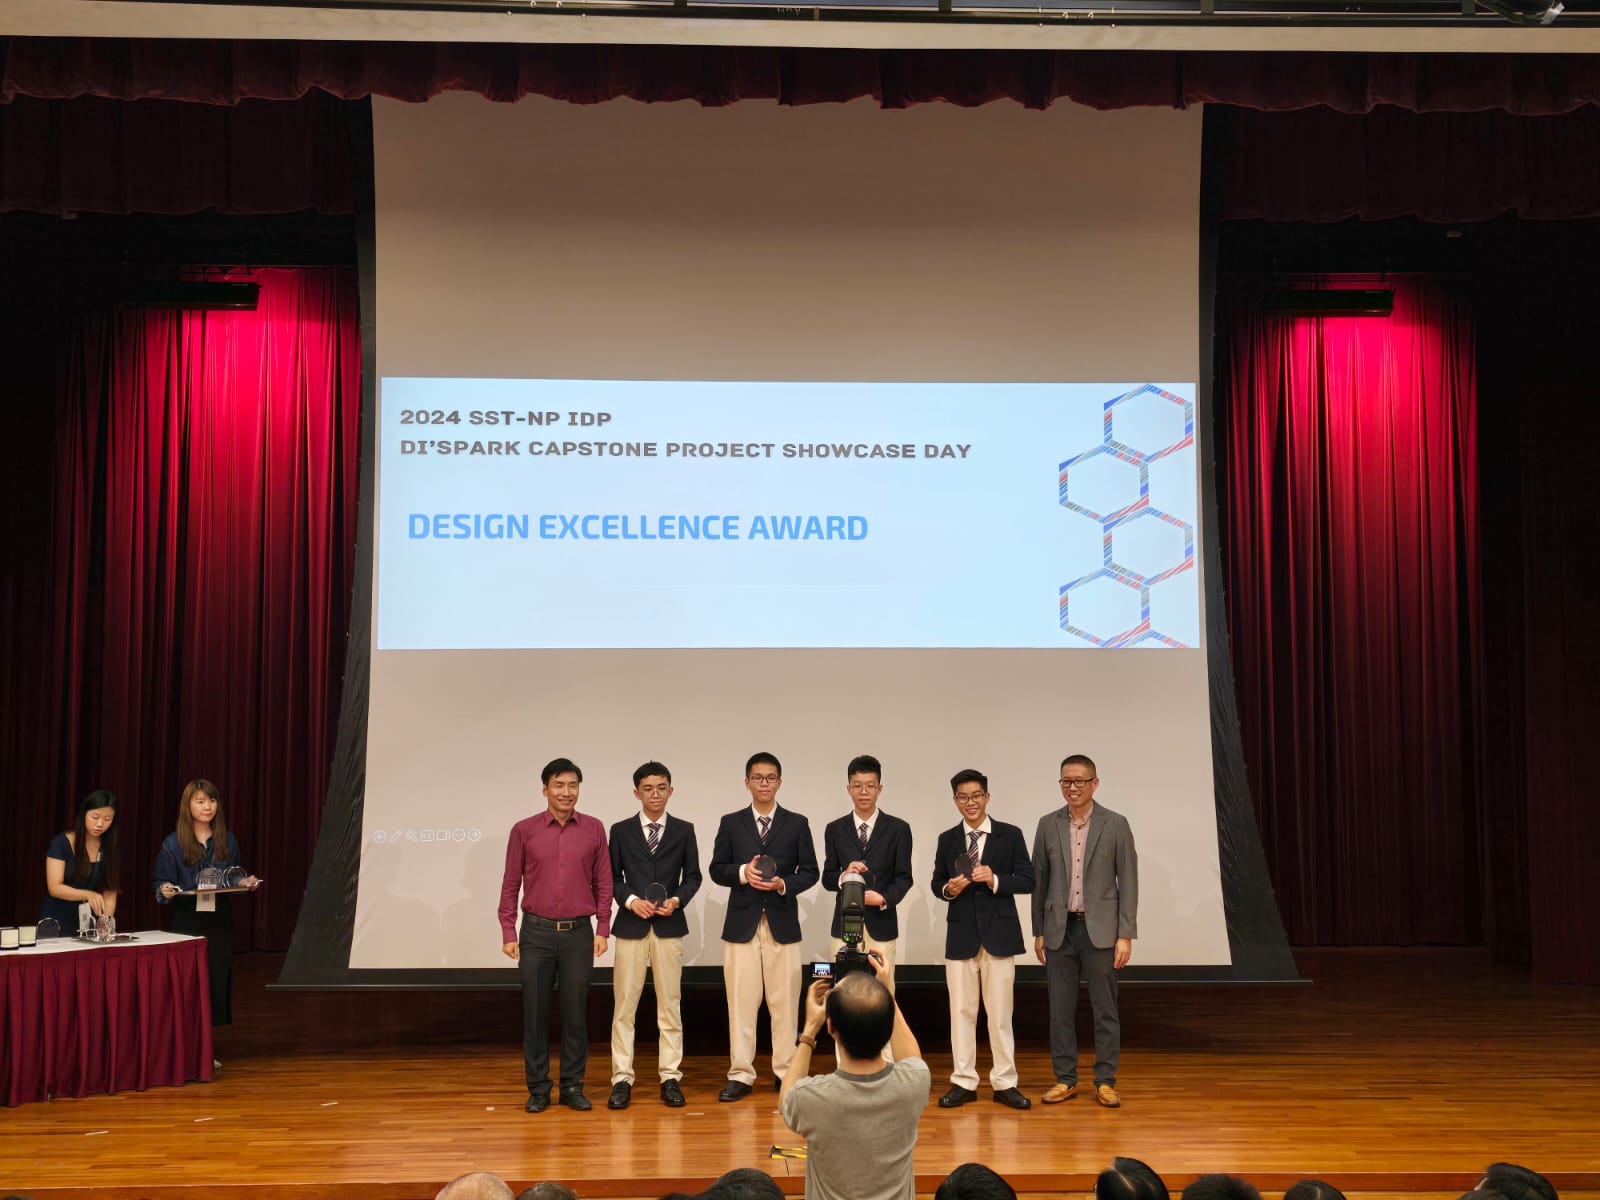 2024 SST-NP IDP
DI'SPARK CAPSTONE PROJECT SHOWCASE DAY
DESIGN EXCELLENCE AWARD